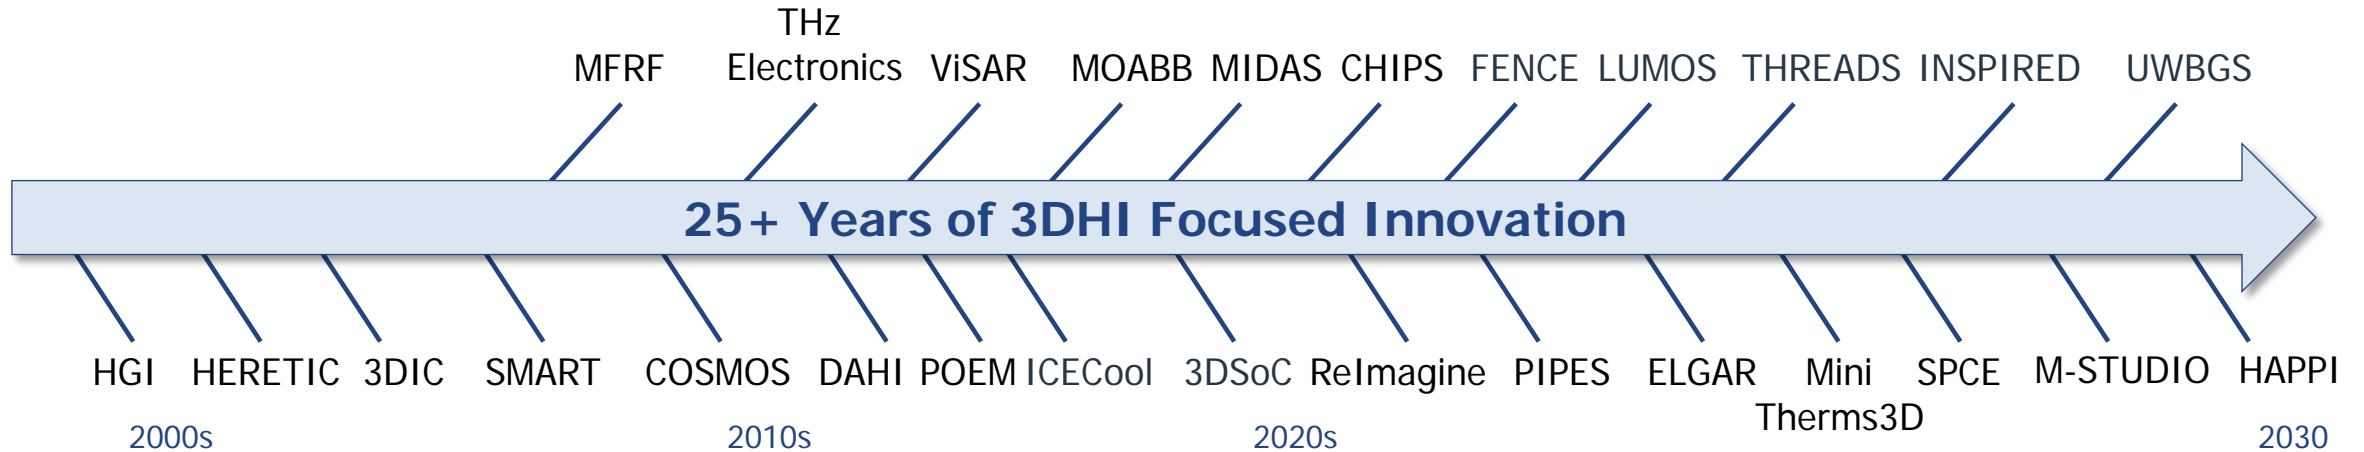 THz
MFRF Electronics ViSAR MOABB MIDAS CHIPS FENCE LUMOS THREADS INSPIRED UWBGS
25+ Years of 3DHI Focused Innovation
HGI HERETIC 3DIC SMART COSMOS DAHI POEM ICECool 3DSoC ReImagine PIPES ELGAR Mini SPCE M-STUDIO HAPPI
Therms3D
2000s 2010s 2020s 2030